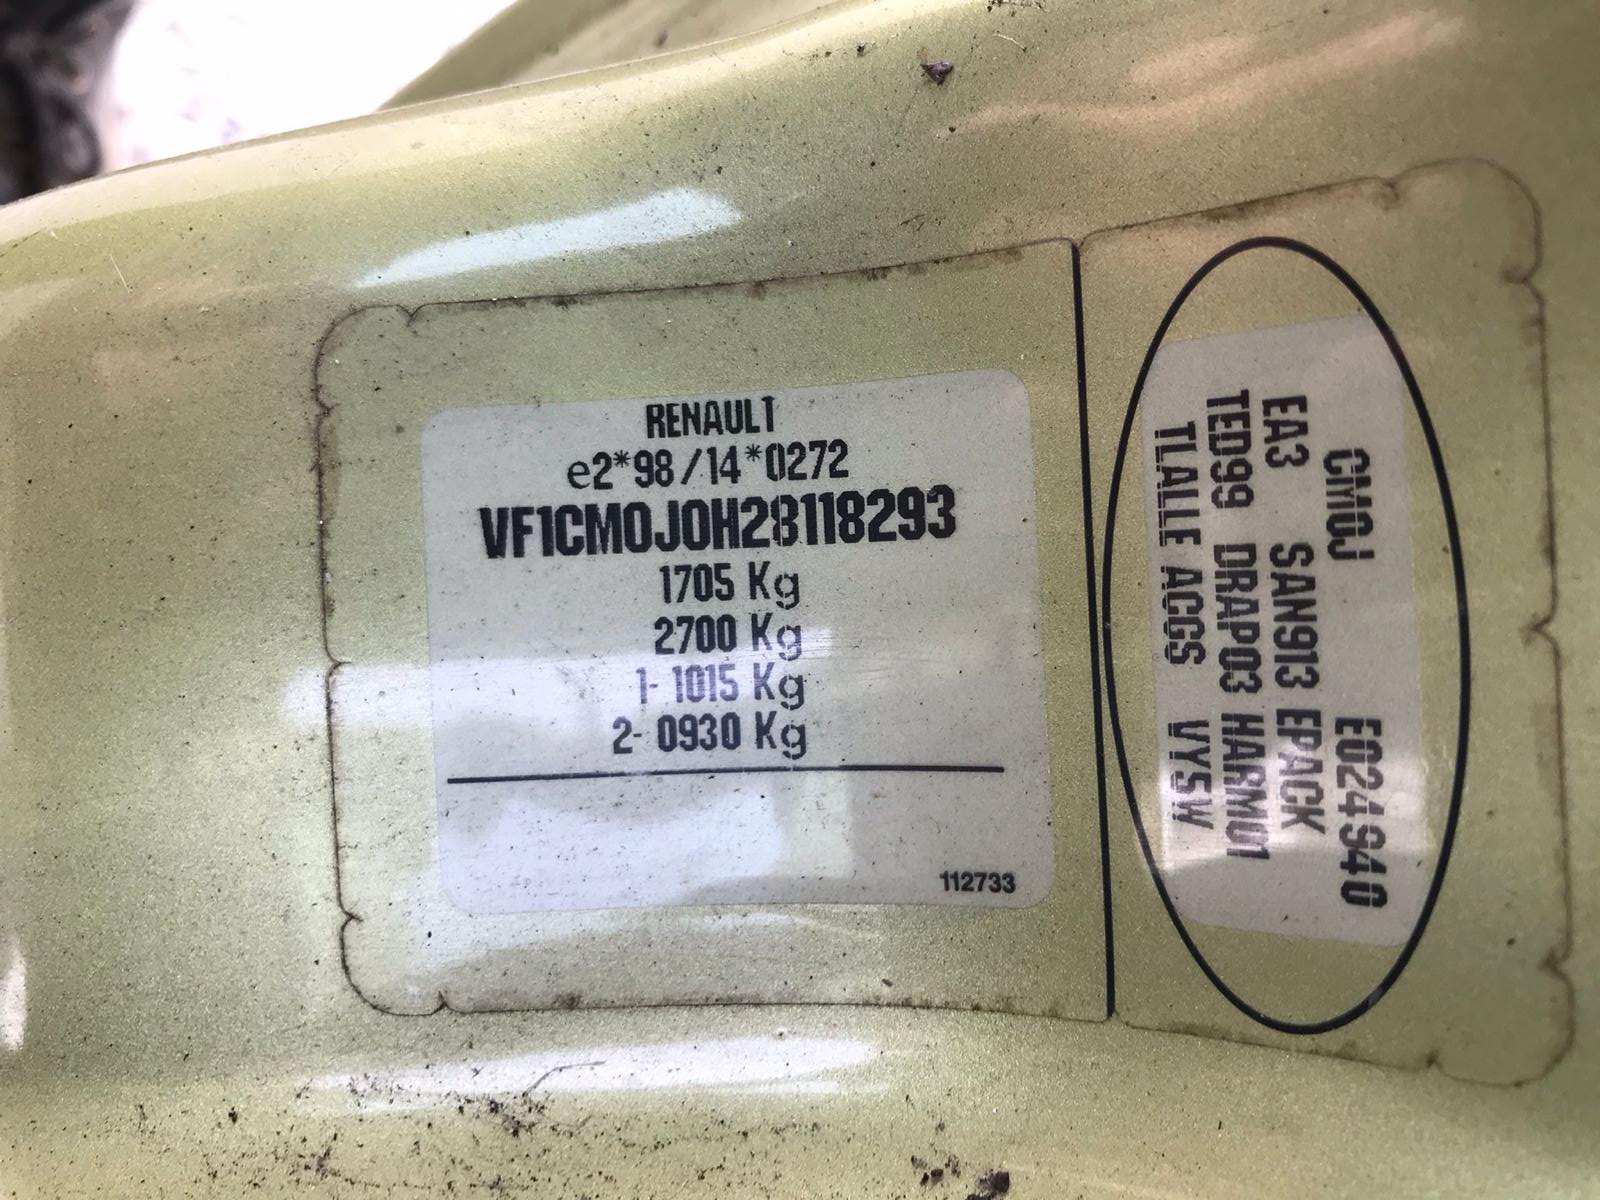 RENAULT
e2*98/14*0272
VF1CM0J0H28118293
1705 Kg
2700 Kg
1- 1015 Kg
2- 0930 Kg
112733
CM0J E024S40
EA3 SAN913 EPACK
TED99 DRAP03 HARM01
TLALLE ACGS VY5W